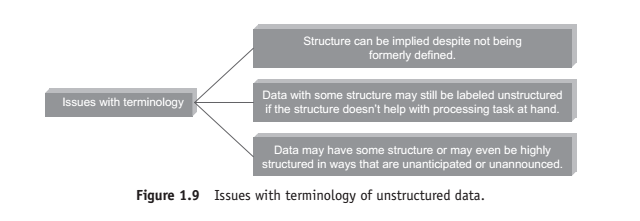 Structure can be implied despite not being
formerly defined.
Issues with terminology
Data with some structure may still be labeled unstructured
if the structure doesn't help with processing task at hand.
Data may have some structure or may even be highly
structured in ways that are unanticipated or unannounced.
Figure 1.9 Issues with terminology of unstructured data.